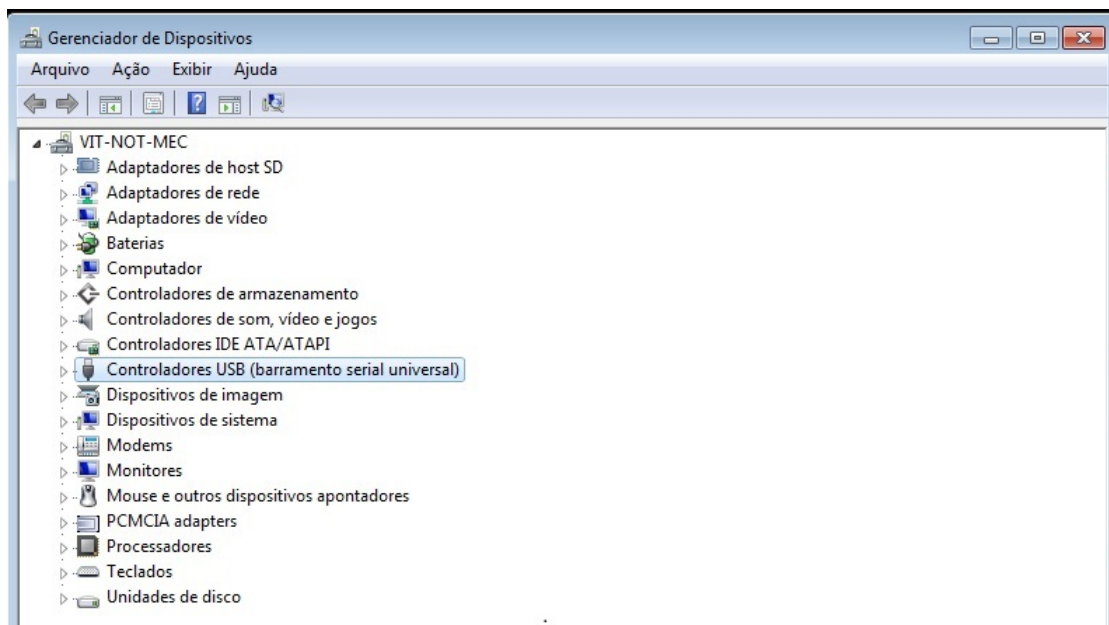 Gerenciador de Dispositivos
Arquivo Ação Exibir Ajuda
VIT-NOT-MEC
Adaptadores de host SD
Adaptadores de rede
Adaptadores de vídeo
Baterias
Computador
Controladores de armazenamento
Controladores de som, vídeo e jogos
Controladores IDE ATA/ATAPI
Controladores USB (barramento serial universal)
Dispositivos de imagem
Dispositivos de sistema
Modems
Monitores
Mouse e outros dispositivos apontadores
PCMCIA adapters
Processadores
Teclados
Unidades de disco